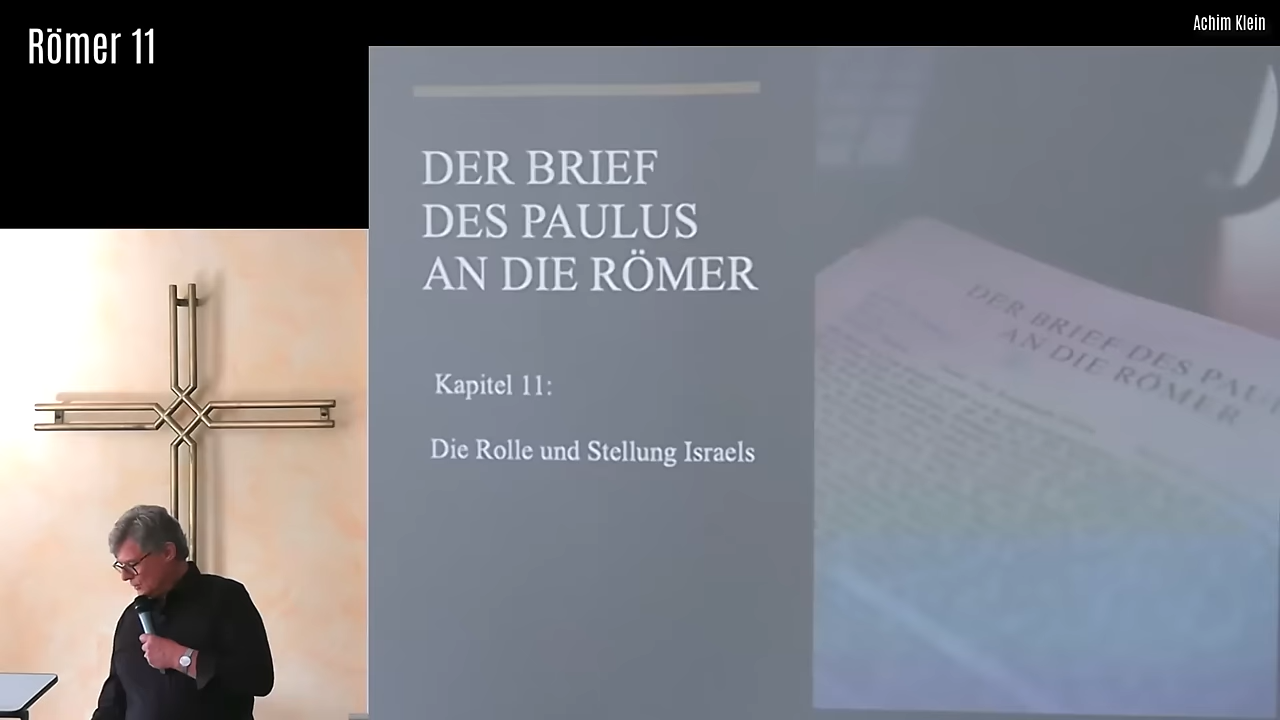 Römer 11
Achim Klein
DER BRIEF
DES PAULUS
AN DIE RÖMER
Kapitel 11:
Die Rolle und Stellung Israels
DER BRIEF DES
AN DIE RÖMER